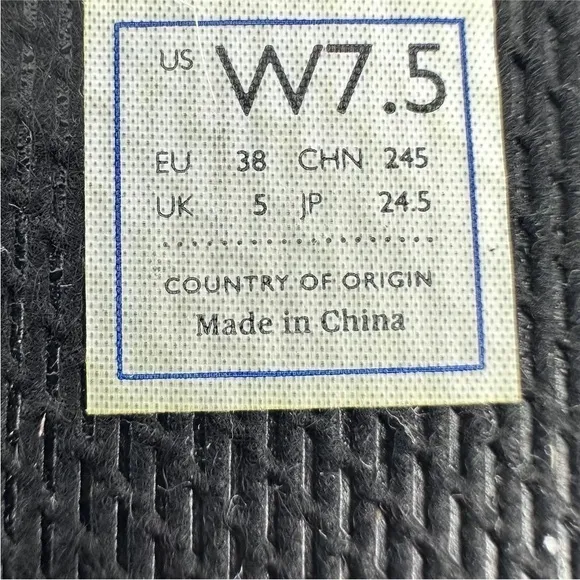 US W7.5
EU 38 CHN 245
UK 5 JP 24.5
COUNTRY OF ORIGIN
Made in China